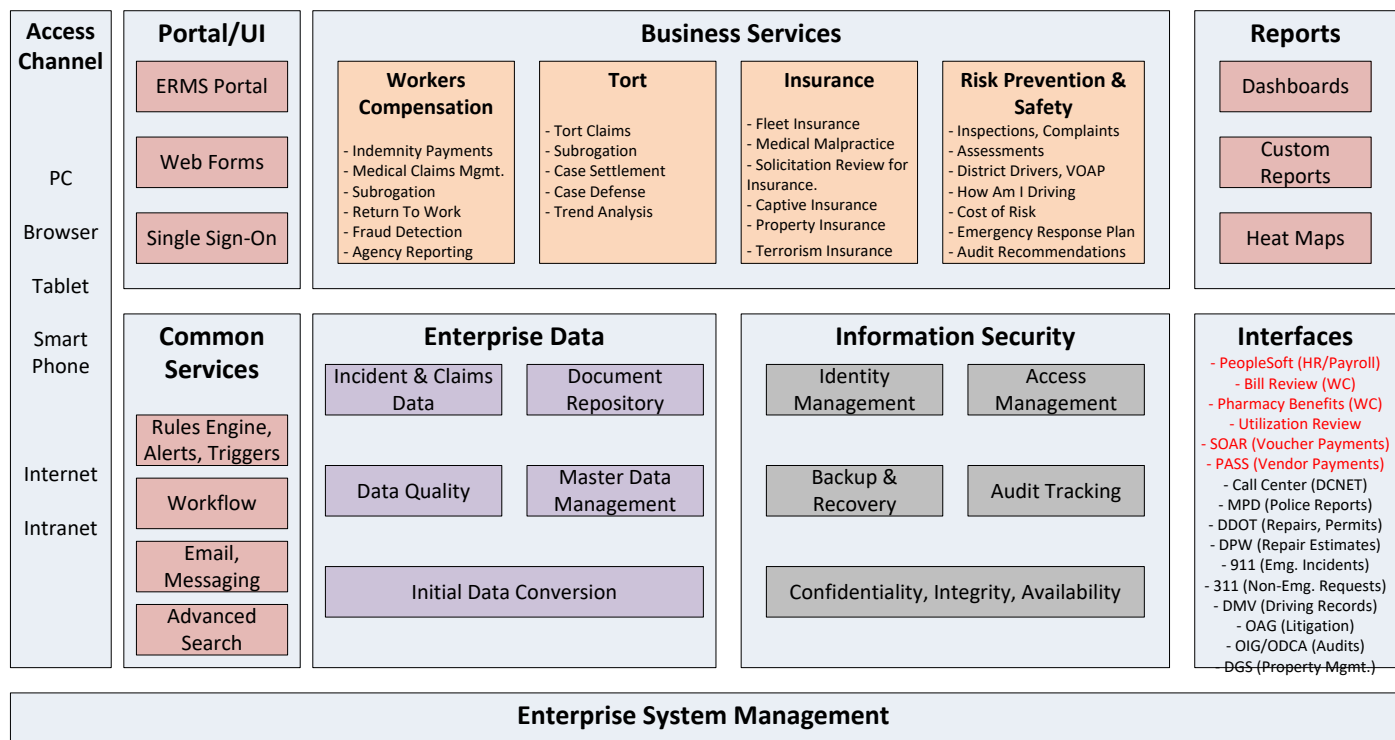 Access
Channel
PC
Browser
Tablet
Smart
Phone
Internet
Intranet
Portal/UI
ERMS Portal
Web Forms
Single Sign-On
Business Services
Workers
Compensation
- Indemnity Payments
- Medical Claims Mgmt.
- Subrogation
- Return To Work
- Fraud Detection
- Agency Reporting
Tort
- Tort Claims
- Subrogation
- Case Settlement
- Case Defense
- Trend Analysis
Insurance
- Fleet Insurance
- Medical Malpractice
- Solicitation Review for
Insurance.
- Captive Insurance
- Property Insurance
- Terrorism Insurance
Risk Prevention &
Safety
- Inspections, Complaints
- Assessments
- District Drivers, VOAP
- How Am I Driving
- Cost of Risk
- Emergency Response Plan
- Audit Recommendations
Reports
Dashboards
Custom
Reports
Heat Maps
Common
Services
Rules Engine,
Alerts, Triggers
Workflow
Email,
Messaging
Advanced
Search
Enterprise Data
Incident & Claims
Data
Document
Repository
Data Quality
Master Data
Management
Initial Data Conversion
Information Security
Identity
Management
Access
Management
Backup &
Recovery
Audit Tracking
Confidentiality, Integrity, Availability
Interfaces
- PeopleSoft (HR/Payroll)
- Bill Review (WC)
- Pharmacy Benefits (WC)
- Utilization Review
- SOAR (Voucher Payments)
- PASS (Vendor Payments)
- Call Center (DCNET)
- MPD (Police Reports)
- DDOT (Repairs, Permits)
- DPW (Repair Estimates)
- 911 (Emg. Incidents)
- 311 (Non-Emg. Requests)
- DMV (Driving Records)
- OAG (Litigation)
- OIG/ODCA (Audits)
- DGS (Property Mgmt.)
Enterprise System Management